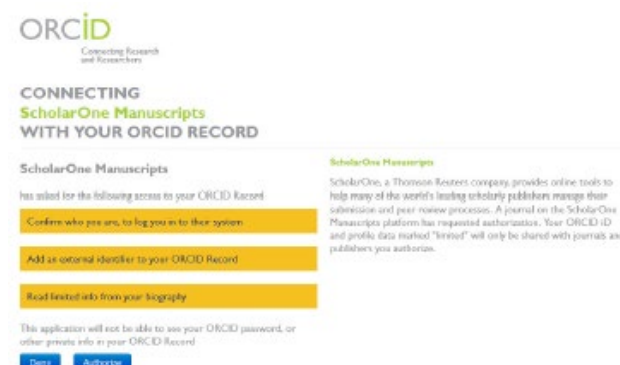 ORCiD
Connecting Research
and Researchers
CONNECTING
ScholarOne Manuscripts
WITH YOUR ORCID RECORD
ScholarOne Manuscripts
has asked for the following access to your ORCID Record
Confirm who you are, to log you in to their system
Add an external identifier to your ORCID Record
Read limited info from your biography
This application will not be able to see your ORCID password, or
other private info in your ORCID Record
Deny Authorize
ScholarOne Manuscripts
ScholarOne, a Thomson Reuters company, provides online tools to
help many of the world's leading scholarly publishers manage their
submission and peer review processes. A journal on the ScholarOne
Manuscripts platform has requested authorization. Your ORCID iD
and profile data marked "limited" will only be shared with journals and
publishers you authorize.